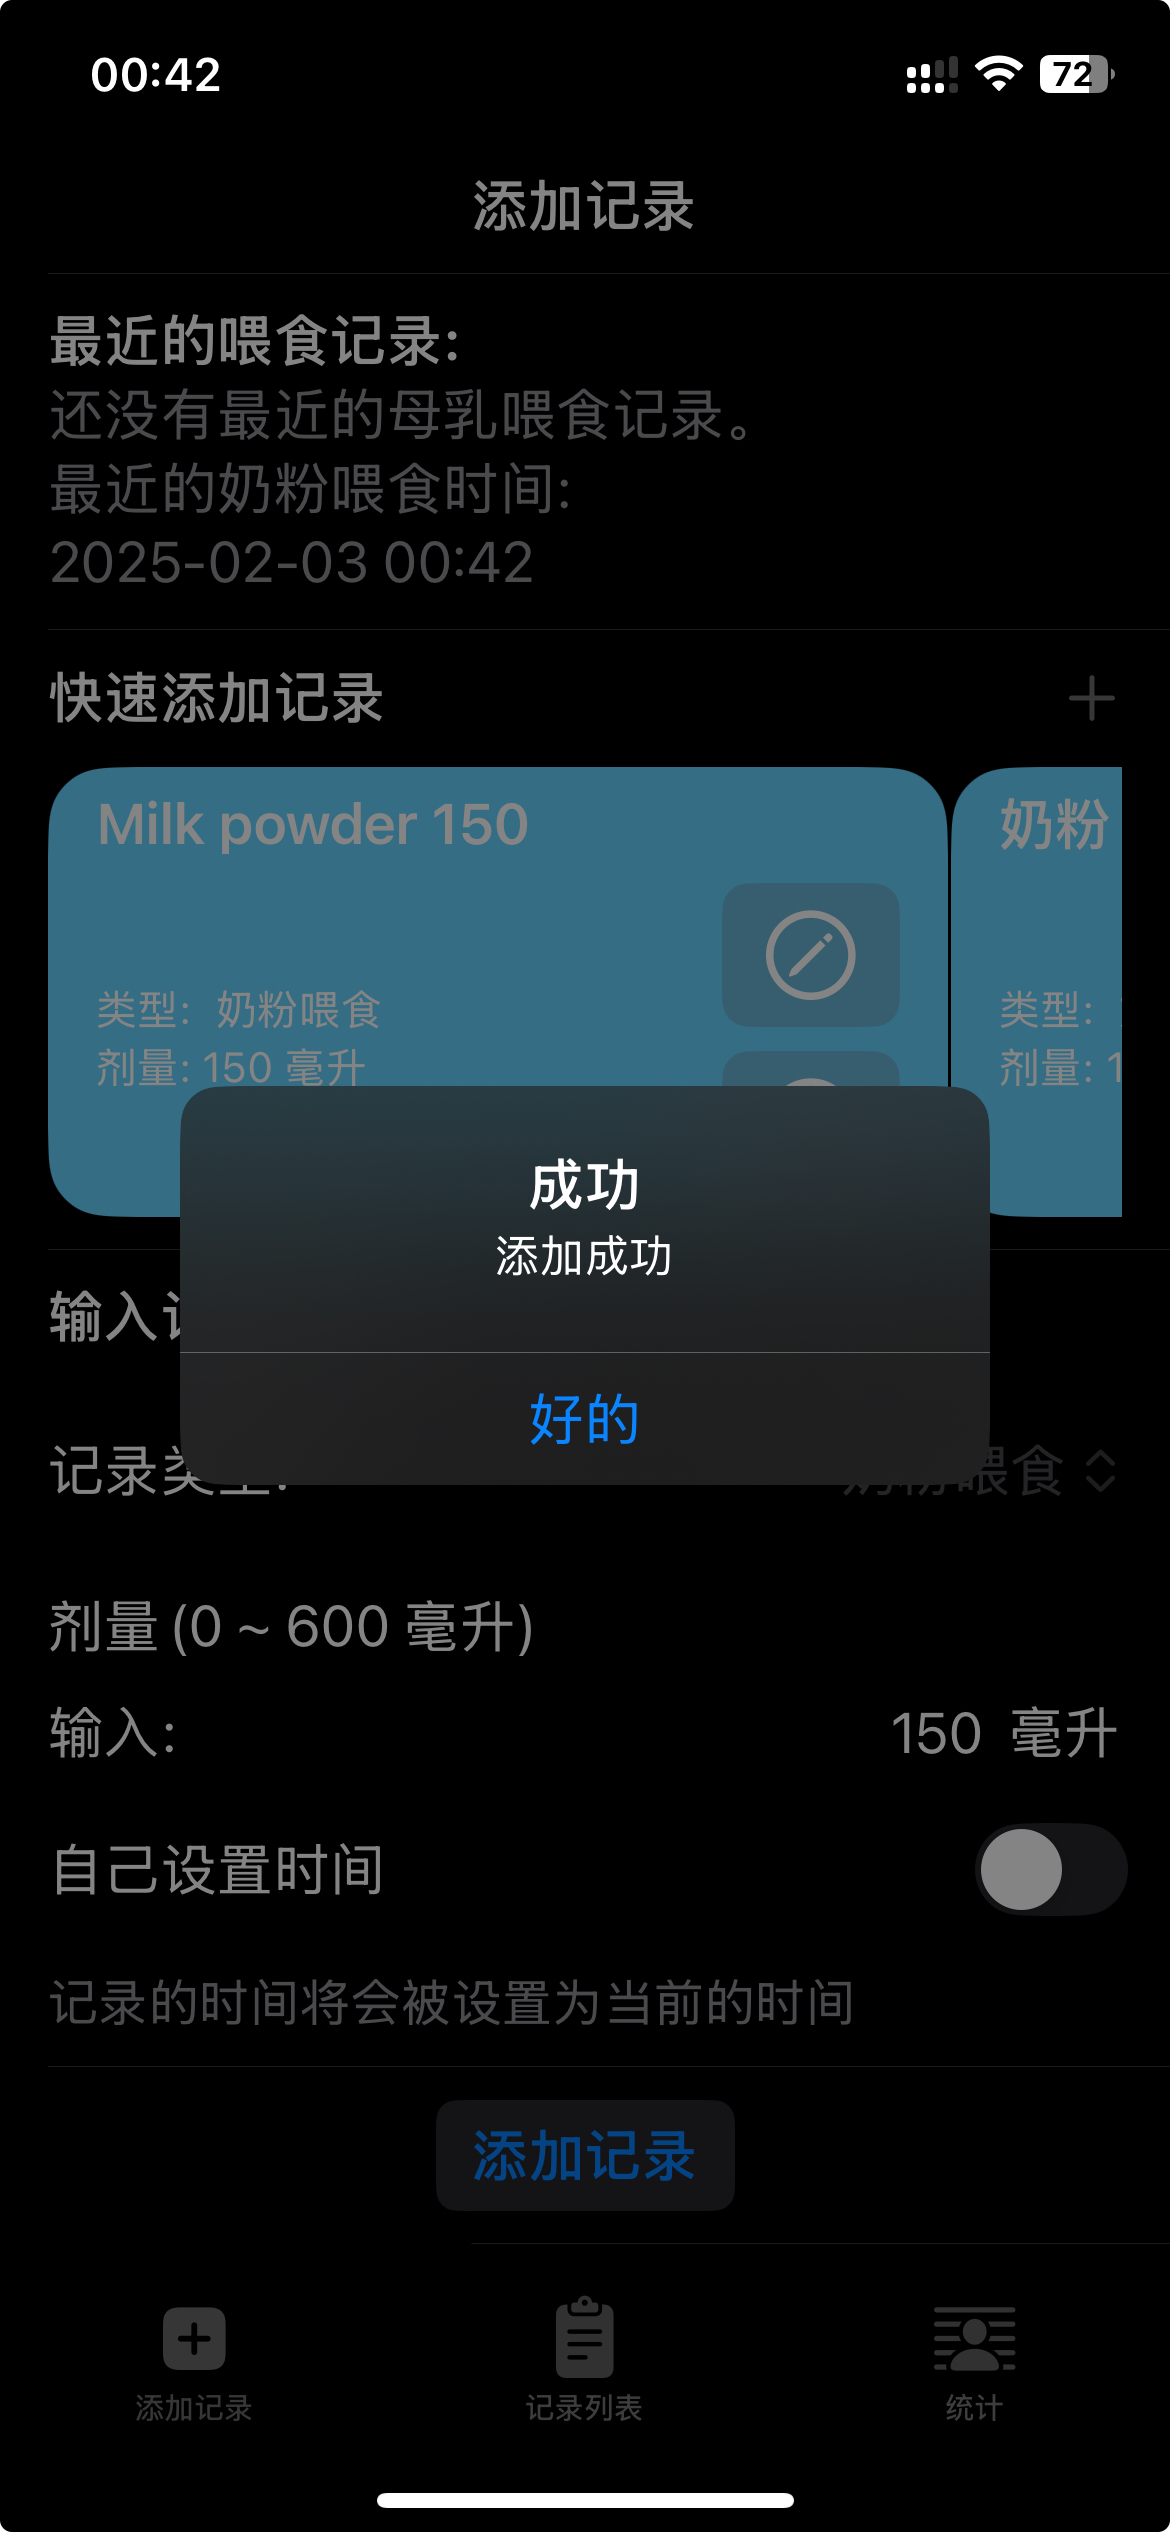 00:42
72
添加记录
最近的喂食记录:
还没有最近的母乳喂食记录。
最近的奶粉喂食时间:
2025-02-03 00:42
快速添加记录
Milk powder 150
奶粉
类型: 奶粉喂食
类型:
剂量: 150 毫升
剂量: 1
成功
添加成功
好的
输入
记录类型:
奶粉喂食
剂量 (0 ~ 600 毫升)
输入:
150 毫升
自己设置时间
记录的时间将会被设置为当前的时间
添加记录
添加记录
记录列表
统计